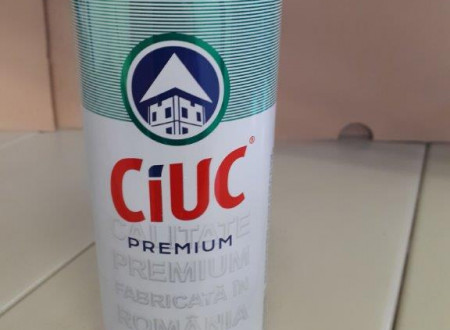 CiUC®
CALITATE
PREMIUM
PREMIUM
FABRICATĂ ÎN
ROMÂNIA